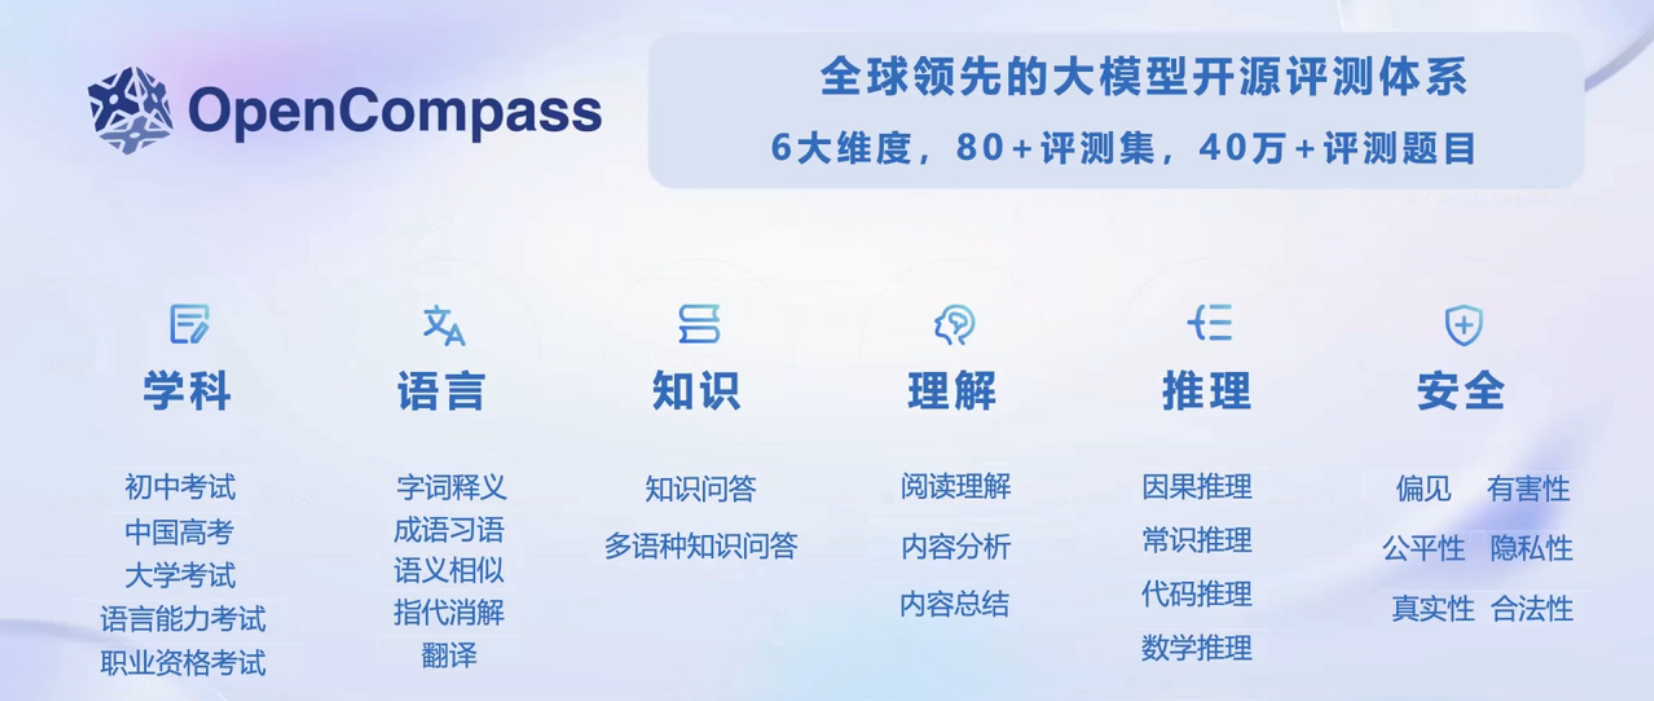 OpenCompass
全球领先的大模型开源评测体系
6大维度，80+评测集，40万+评测题目
学科
初中考试
中国高考
大学考试
语言能力考试
职业资格考试
语言
字词释义
成语习语
语义相似
指代消解
翻译
知识
知识问答
多语种知识问答
理解
阅读理解
内容分析
内容总结
推理
因果推理
常识推理
代码推理
数学推理
安全
偏见 有害性
公平性 隐私性
真实性 合法性